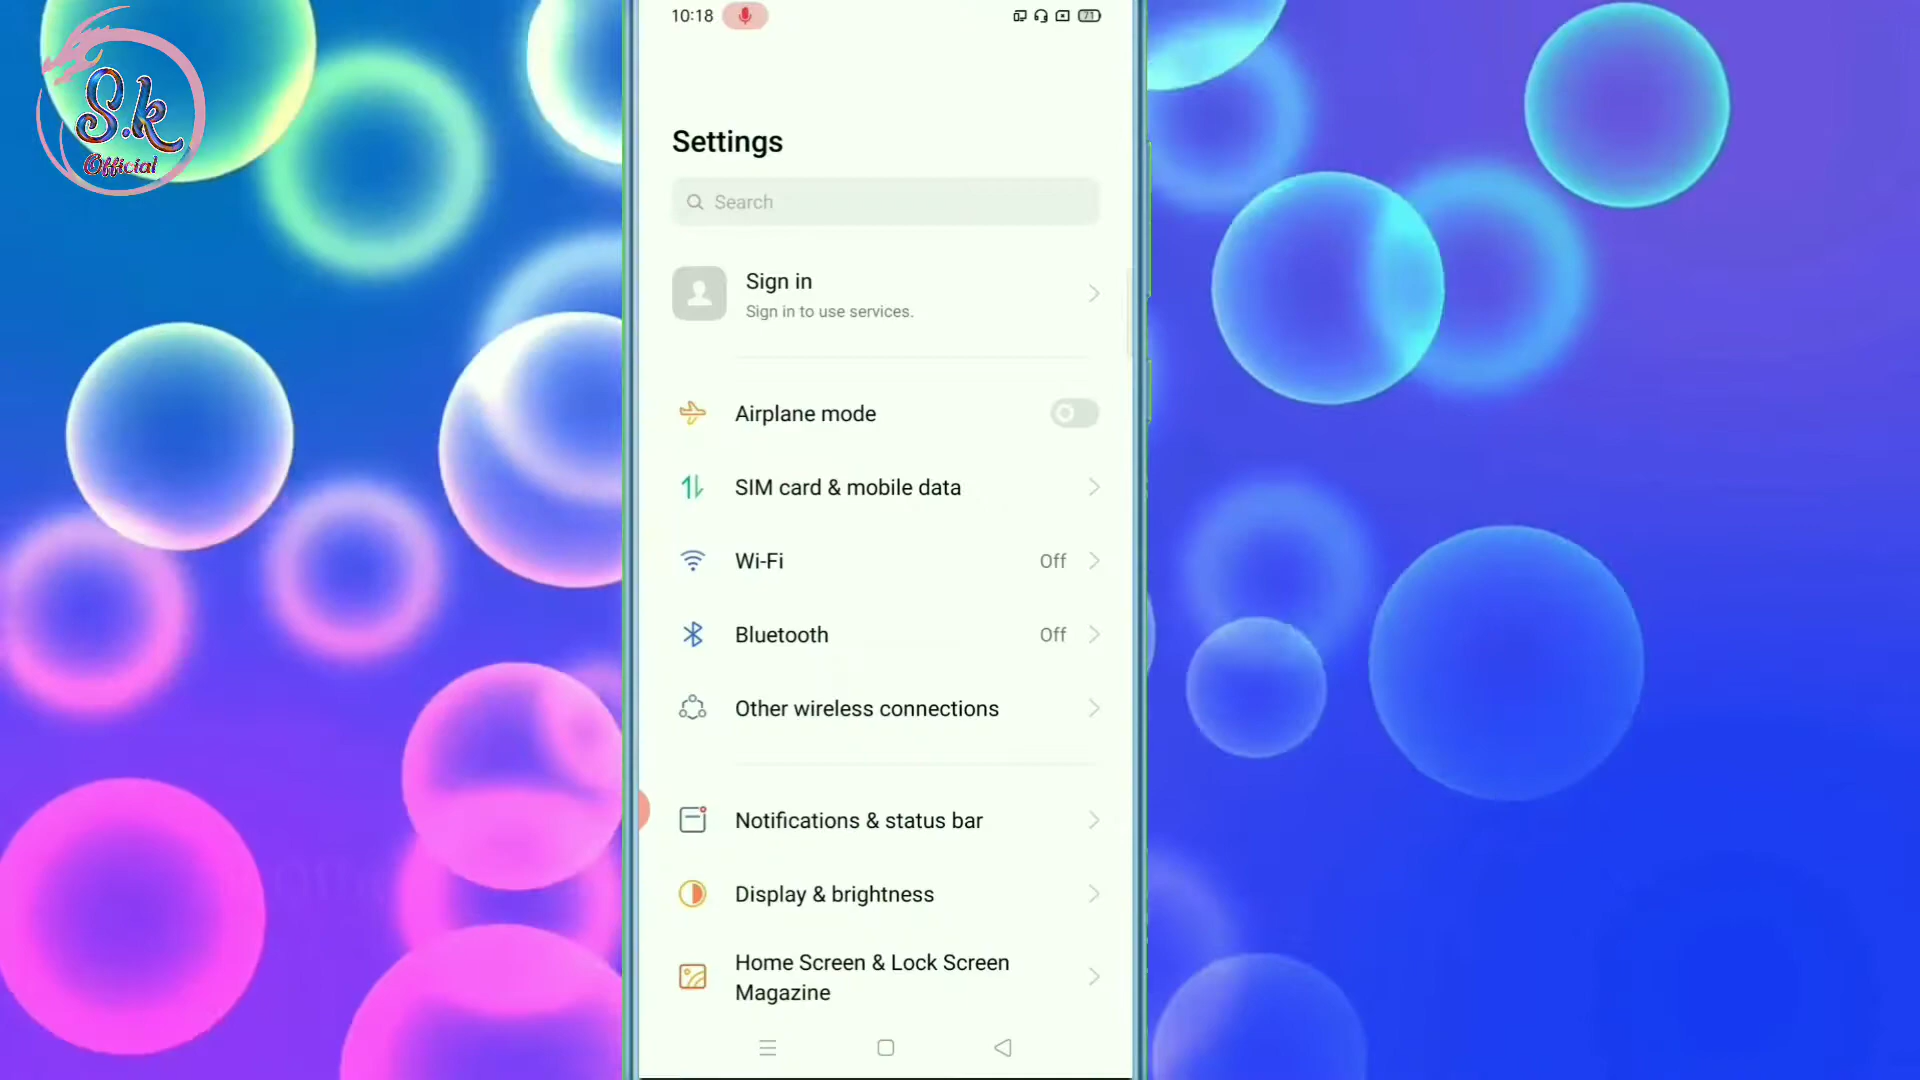 10:18
71
S.k
Official
Settings
Search
Sign in
Sign in to use services.
Airplane mode
SIM card & mobile data
Wi-Fi
Off
Bluetooth
Off
Other wireless connections
Notifications & status bar
Display & brightness
Home Screen & Lock Screen
Magazine